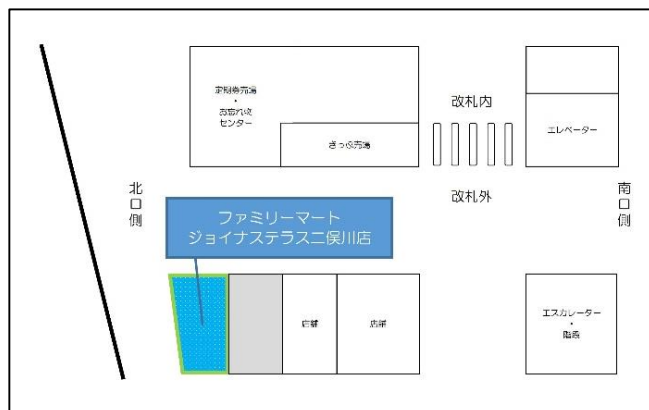 定期券売場
・
お忘れ物
センター
きっぷ売場
改札内
エレベーター
北口側
改札外
南口側
ファミリーマート
ジョイナステラス二俣川店
店舗
店舗
エスカレーター
・
階段